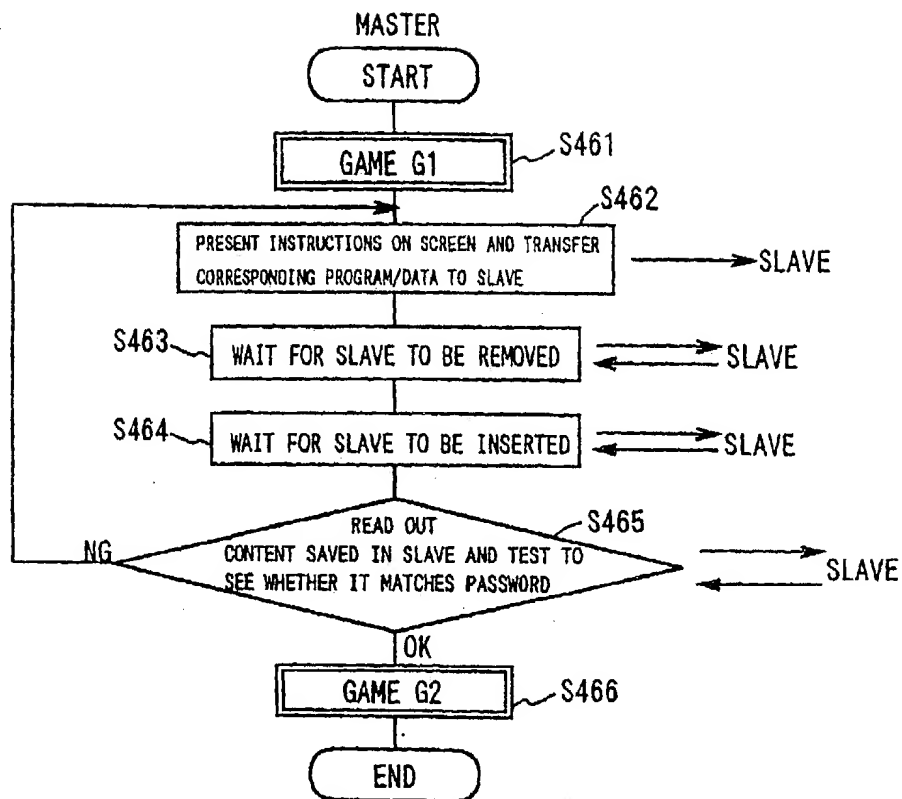 MASTER
START
GAME G1
S461
S462
PRESENT INSTRUCTIONS ON SCREEN AND TRANSFER
CORRESPONDING PROGRAM/DATA TO SLAVE
SLAVE
S463
WAIT FOR SLAVE TO BE REMOVED
SLAVE
S464
WAIT FOR SLAVE TO BE INSERTED
SLAVE
S465
READ OUT
CONTENT SAVED IN SLAVE AND TEST TO
SEE WHETHER IT MATCHES PASSWORD
NG
SLAVE
OK
GAME G2
S466
END